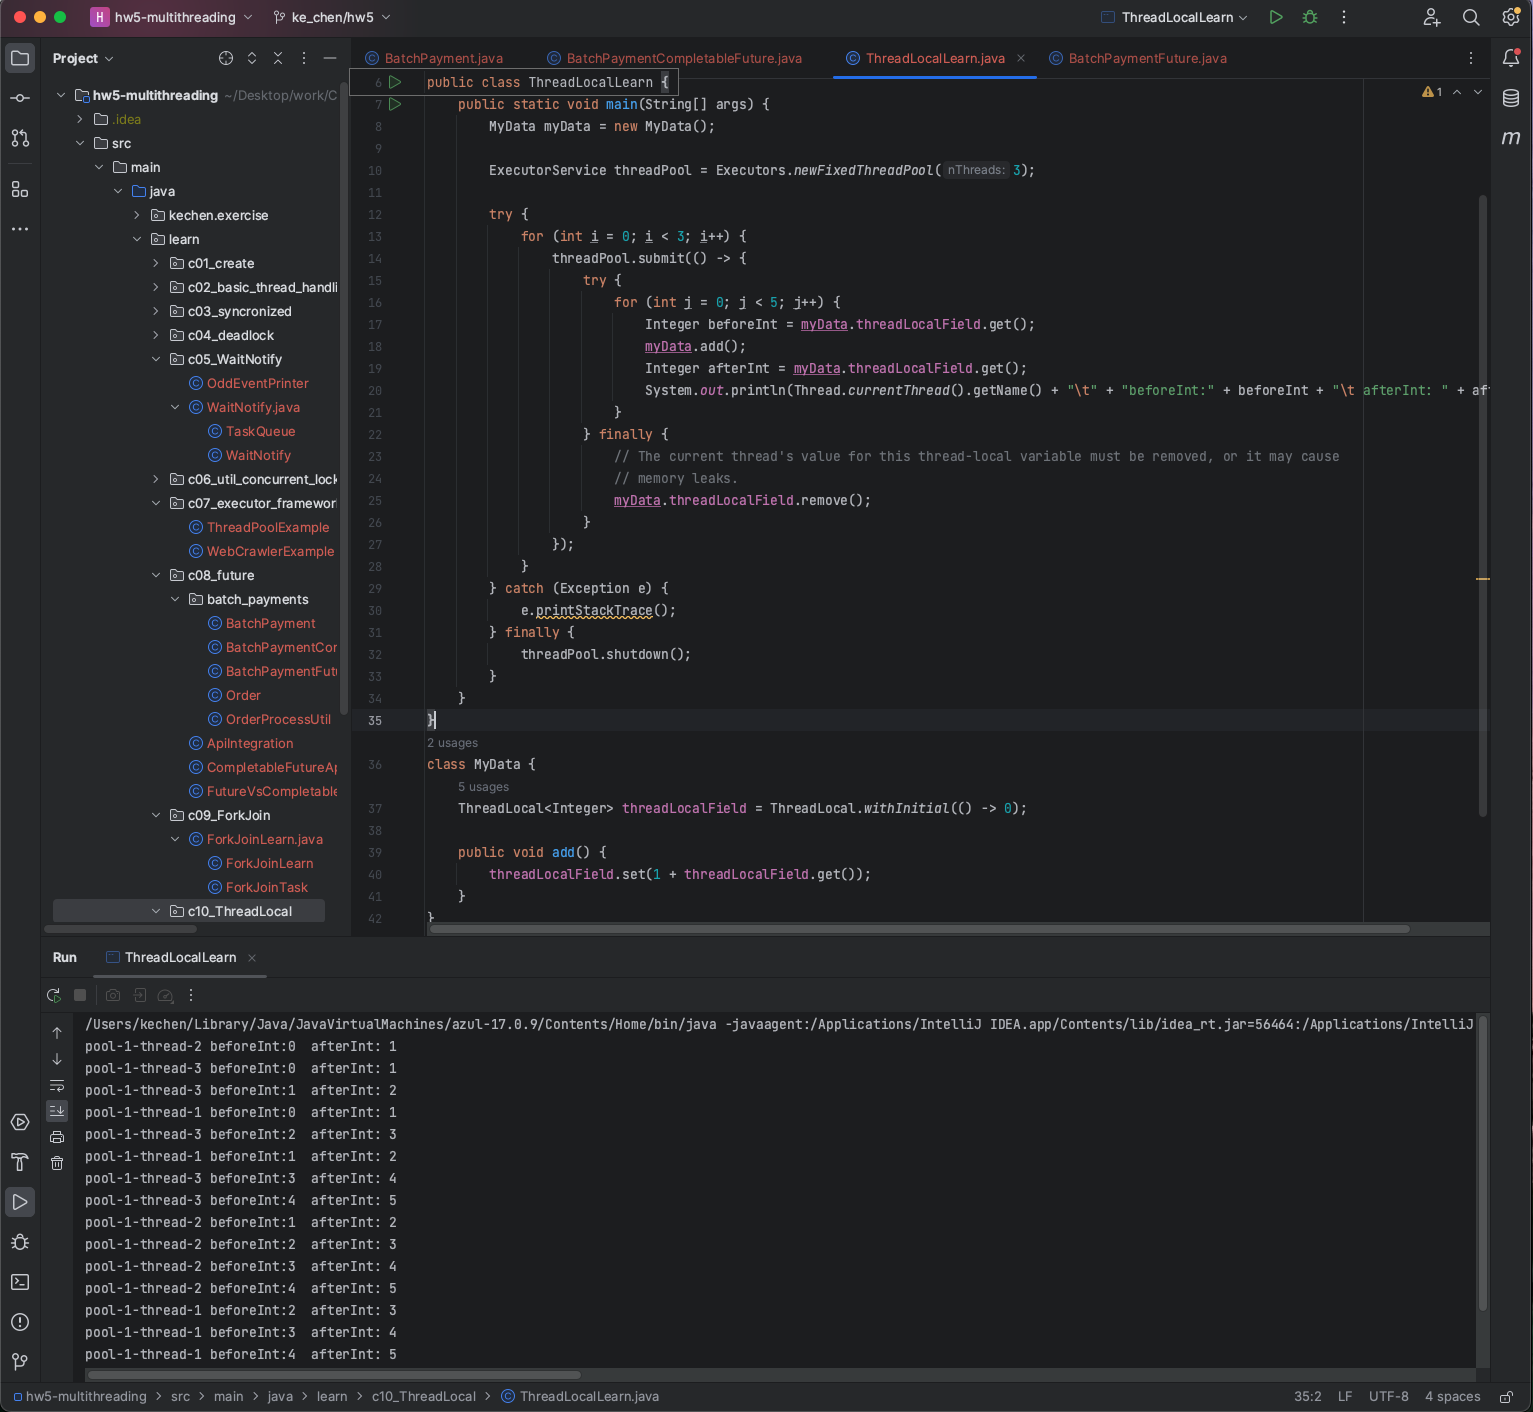 H hw5-multithreading ke_chen/hw5 ThreadLocalLearn
Project
BatchPayment.java BatchPaymentCompletableFuture.java ThreadLocalLearn.java BatchPaymentFuture.java
hw5-multithreading ~/Desktop/work/C
.idea
src
main
java
kechen.exercise
learn
c01_create
c02_basic_thread_handli
c03_syncronized
c04_deadlock
c05_WaitNotify
OddEventPrinter
WaitNotify.java
TaskQueue
WaitNotify
c06_util_concurrent_lock
c07_executor_framework
ThreadPoolExample
WebCrawlerExample
c08_future
batch_payments
BatchPayment
BatchPaymentCor
BatchPaymentFutu
Order
OrderProcessUtil
ApiIntegration
CompletableFutureAp
FutureVsCompletable
c09_ForkJoin
ForkJoinLearn.java
ForkJoinLearn
ForkJoinTask
c10_ThreadLocal
1
6 public class ThreadLocalLearn {
7 public static void main(String[] args) {
8 MyData myData = new MyData();
9
10 ExecutorService threadPool = Executors.newFixedThreadPool( nThreads: 3);
11
12 try {
13 for (int i = 0; i < 3; i++) {
14 threadPool.submit(() -> {
15 try {
16 for (int j = 0; j < 5; j++) {
17 Integer beforeInt = myData.threadLocalField.get();
18 myData.add();
19 Integer afterInt = myData.threadLocalField.get();
20 System.out.println(Thread.currentThread().getName() + "\t" + "beforeInt:" + beforeInt + "\t afterInt: " + af
21 }
22 } finally {
23 // The current thread's value for this thread-local variable must be removed, or it may cause
24 // memory leaks.
25 myData.threadLocalField.remove();
26 }
27 });
28 }
29 } catch (Exception e) {
30 e.printStackTrace();
31 } finally {
32 threadPool.shutdown();
33 }
34 }
35 }
2 usages
36 class MyData {
5 usages
37 ThreadLocal<Integer> threadLocalField = ThreadLocal.withInitial(() -> 0);
38
39 public void add() {
40 threadLocalField.set(1 + threadLocalField.get());
41 }
42 }
m
Run ThreadLocalLearn
/Users/kechen/Library/Java/JavaVirtualMachines/azul-17.0.9/Contents/Home/bin/java -javaagent:/Applications/IntelliJ IDEA.app/Contents/lib/idea_rt.jar=56464:/Applications/IntelliJ
pool-1-thread-2 beforeInt:0 afterInt: 1
pool-1-thread-3 beforeInt:0 afterInt: 1
pool-1-thread-3 beforeInt:1 afterInt: 2
pool-1-thread-1 beforeInt:0 afterInt: 1
pool-1-thread-3 beforeInt:2 afterInt: 3
pool-1-thread-1 beforeInt:1 afterInt: 2
pool-1-thread-3 beforeInt:3 afterInt: 4
pool-1-thread-3 beforeInt:4 afterInt: 5
pool-1-thread-2 beforeInt:1 afterInt: 2
pool-1-thread-2 beforeInt:2 afterInt: 3
pool-1-thread-2 beforeInt:3 afterInt: 4
pool-1-thread-2 beforeInt:4 afterInt: 5
pool-1-thread-1 beforeInt:2 afterInt: 3
pool-1-thread-1 beforeInt:3 afterInt: 4
pool-1-thread-1 beforeInt:4 afterInt: 5
hw5-multithreading > src > main > java > learn > c10_ThreadLocal > ThreadLocalLearn.java 35:2 LF UTF-8 4 spaces